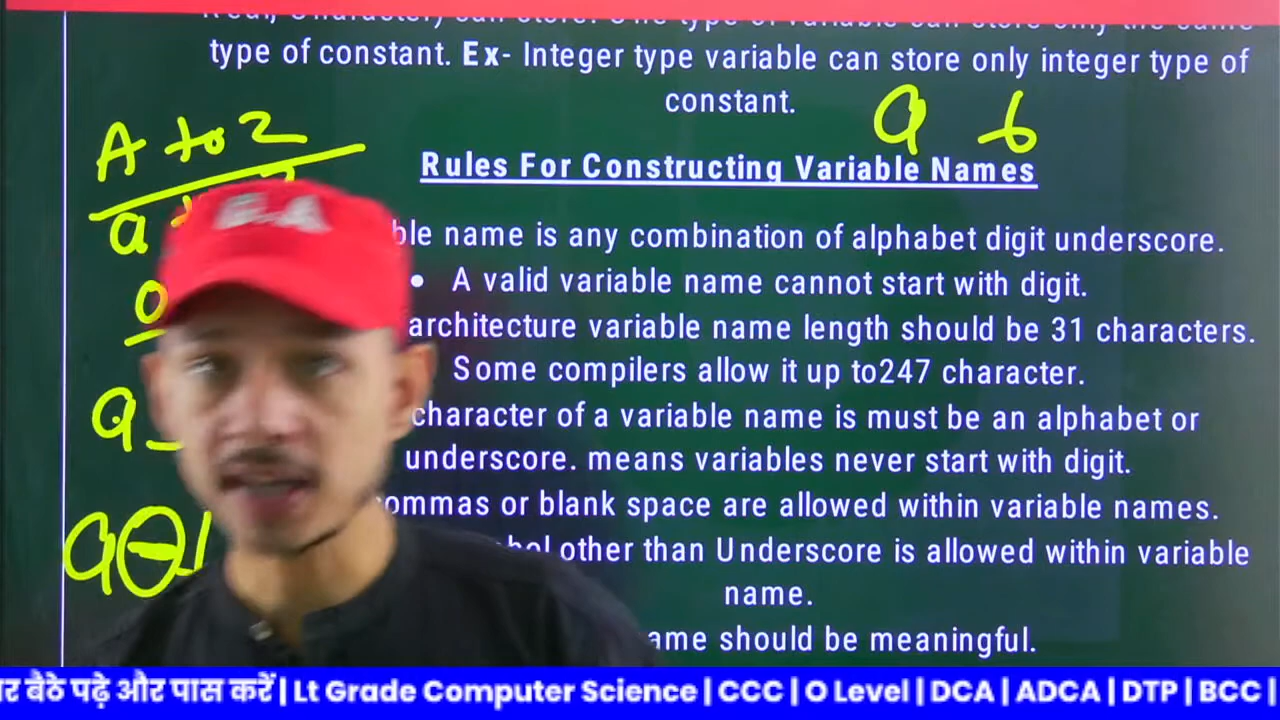 type of constant. Ex- Integer type variable can store only integer type of
constant.
a b
A to Z
Rules For Constructing Variable Names
a
name is any combination of alphabet digit underscore.
0
• A valid variable name cannot start with digit.
architecture variable name length should be 31 characters.
Some compilers allow it up to247 character.
a_
character of a variable name is must be an alphabet or
underscore. means variables never start with digit.
or blank space are allowed within variable names.
other than Underscore is allowed within variable
name.
should be meaningful.
बैठे पढ़े और पास करें | Lt Grade Computer Science | CCC | O Level | DCA | ADCA | DTP | BCC |